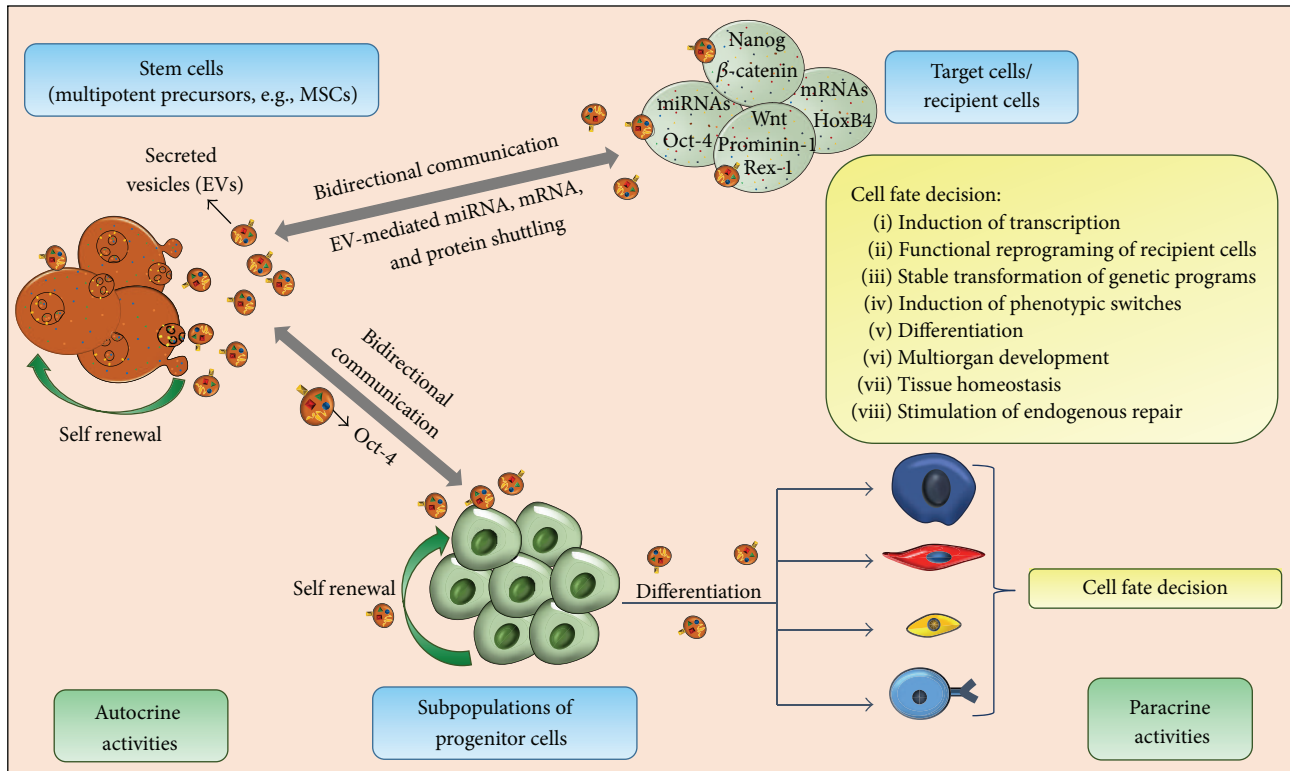 Stem cells
(multipotent precursors, e.g., MSCs)
Secreted
vesicles (EVs)
Bidirectional communication
EV-mediated miRNA, mRNA,
and protein shuttling
Nanog
β-catenin
miRNAs
mRNAs
Oct-4
HoxB4
Wnt
Prominin-1
Rex-1
Target cells/
recipient cells
Cell fate decision:
(i) Induction of transcription
(ii) Functional reprograming of recipient cells
(iii) Stable transformation of genetic programs
(iv) Induction of phenotypic switches
(v) Differentiation
(vi) Multiorgan development
(vii) Tissue homeostasis
(viii) Stimulation of endogenous repair
Self renewal
Bidirectional
communication
Oct-4
Self renewal
Differentiation
Cell fate decision
Autocrine
activities
Subpopulations of
progenitor cells
Paracrine
activities